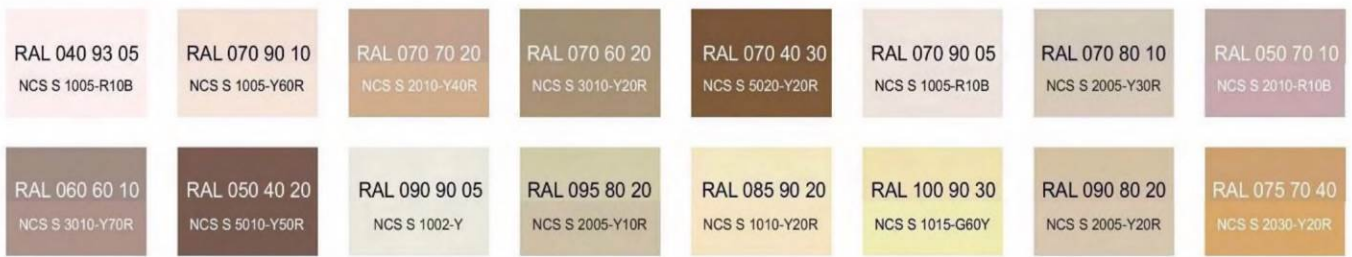 RAL 040 93 05
NCS S 1005-R10B
RAL 070 90 10
NCS S 1005-Y60R
RAL 070 70 20
NCS S 2010-Y40R
RAL 070 60 20
NCS S 3010-Y20R
RAL 070 40 30
NCS S 5020-Y20R
RAL 070 90 05
NCS S 1005-R10B
RAL 070 80 10
NCS S 2005-Y30R
RAL 050 70 10
NCS S 2010-R10B
RAL 060 60 10
NCS S 3010-Y70R
RAL 050 40 20
NCS S 5010-Y50R
RAL 090 90 05
NCS S 1002-Y
RAL 095 80 20
NCS S 2005-Y10R
RAL 085 90 20
NCS S 1010-Y20R
RAL 100 90 30
NCS S 1015-G60Y
RAL 090 80 20
NCS S 2005-Y20R
RAL 075 70 40
NCS S 2030-Y20R